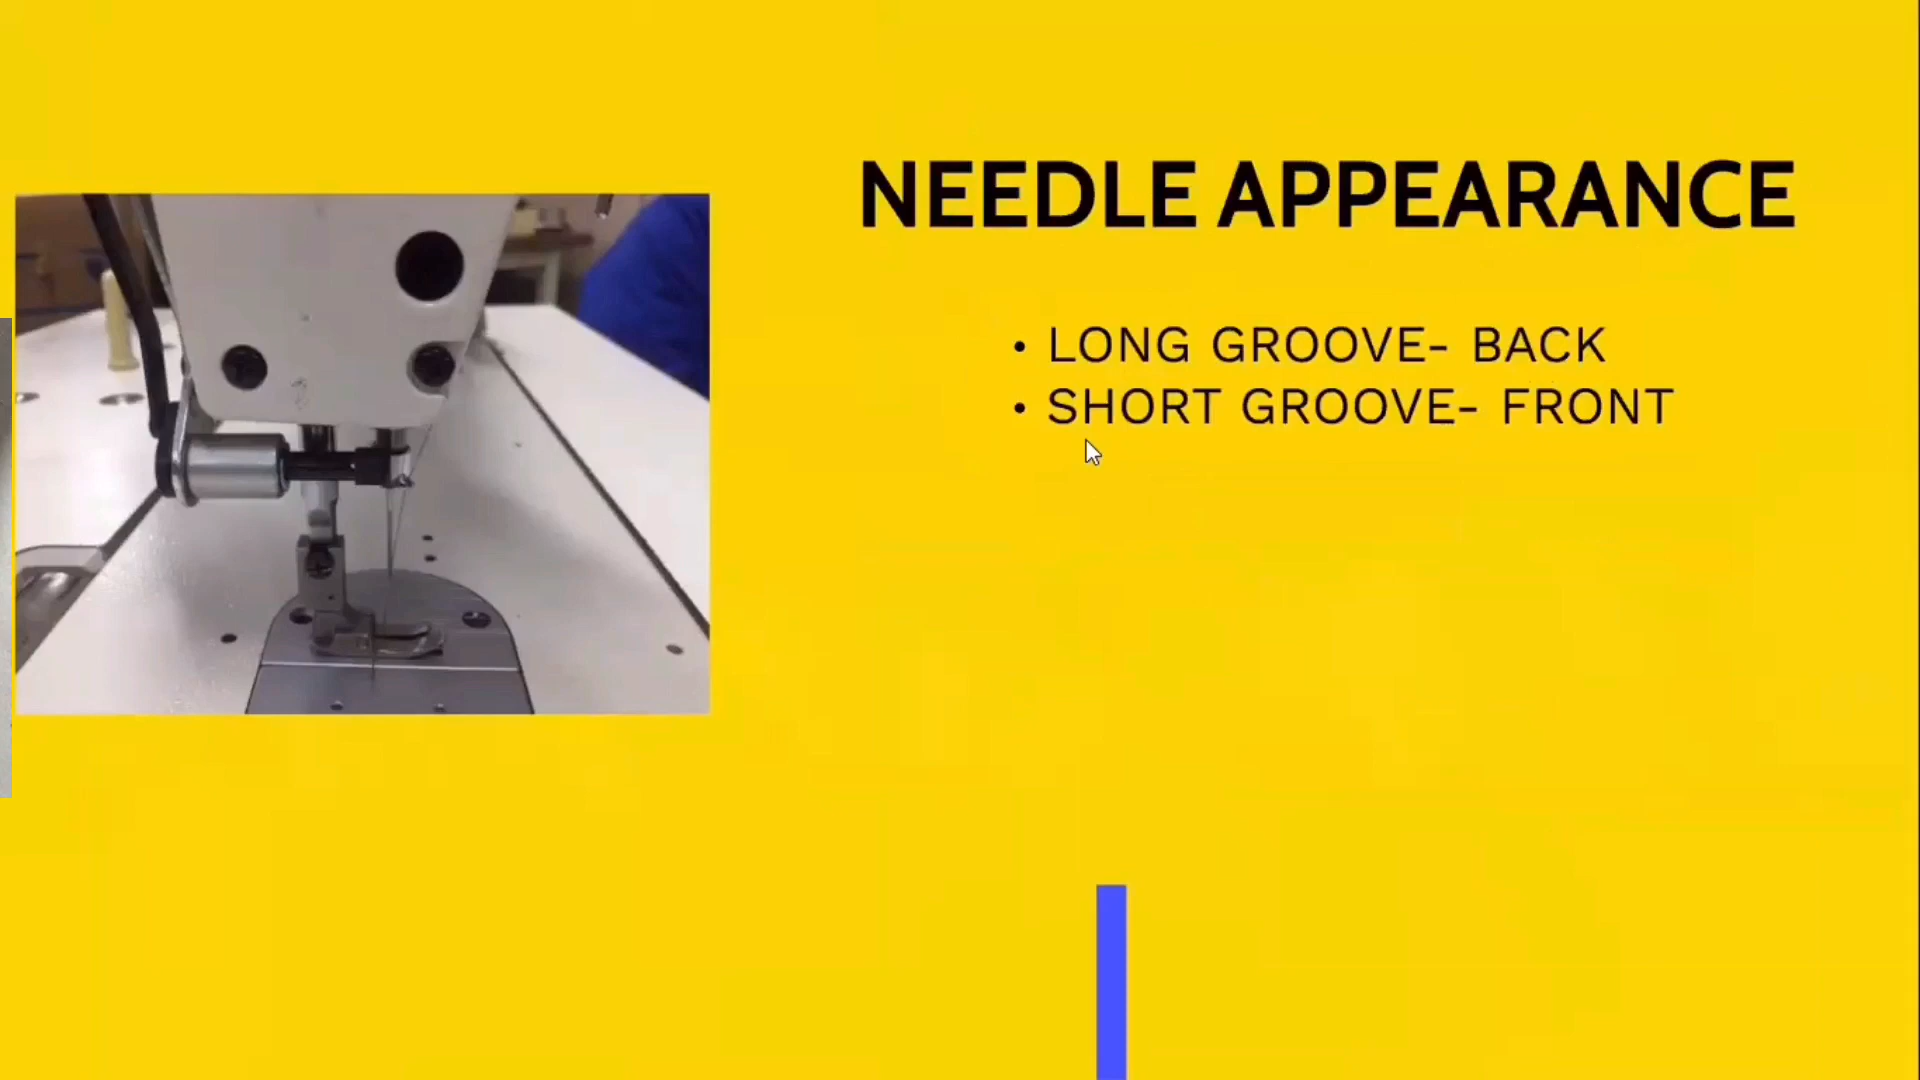 NEEDLE APPEARANCE
• LONG GROOVE- BACK
• SHORT GROOVE- FRONT